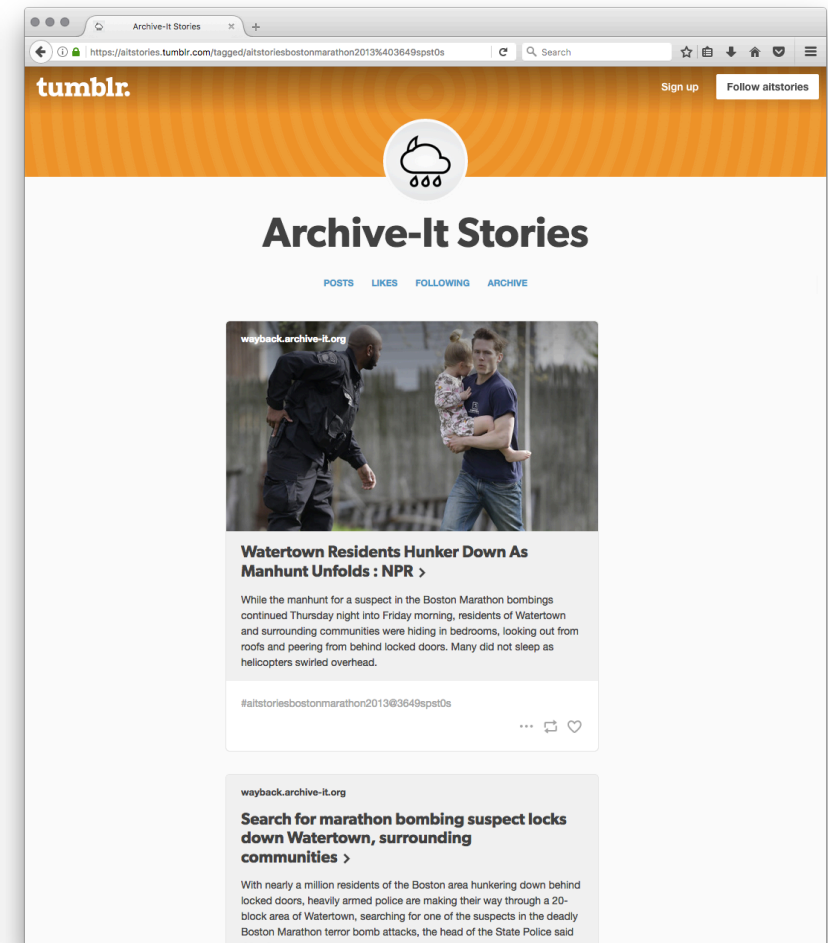 Archive-It Stories
https://aitstories.tumblr.com/tagged/aitstoriesbostonmarathon2013%403649spst0s
Search
tumblr.
Sign up
Follow aitstories
Archive-It Stories
POSTS LIKES FOLLOWING ARCHIVE
wayback.archive-it.org
Watertown Residents Hunker Down As
Manhunt Unfolds : NPR >
While the manhunt for a suspect in the Boston Marathon bombings
continued Thursday night into Friday morning, residents of Watertown
and surrounding communities were hiding in bedrooms, looking out from
roofs and peering from behind locked doors. Many did not sleep as
helicopters swirled overhead.
#aitstoriesbostonmarathon2013@3649spst0s
wayback.archive-it.org
Search for marathon bombing suspect locks
down Watertown, surrounding
communities >
With nearly a million residents of the Boston area hunkering down behind
locked doors, heavily armed police are making their way through a 20-
block area of Watertown, searching for one of the suspects in the deadly
Boston Marathon terror bomb attacks, the head of the State Police said